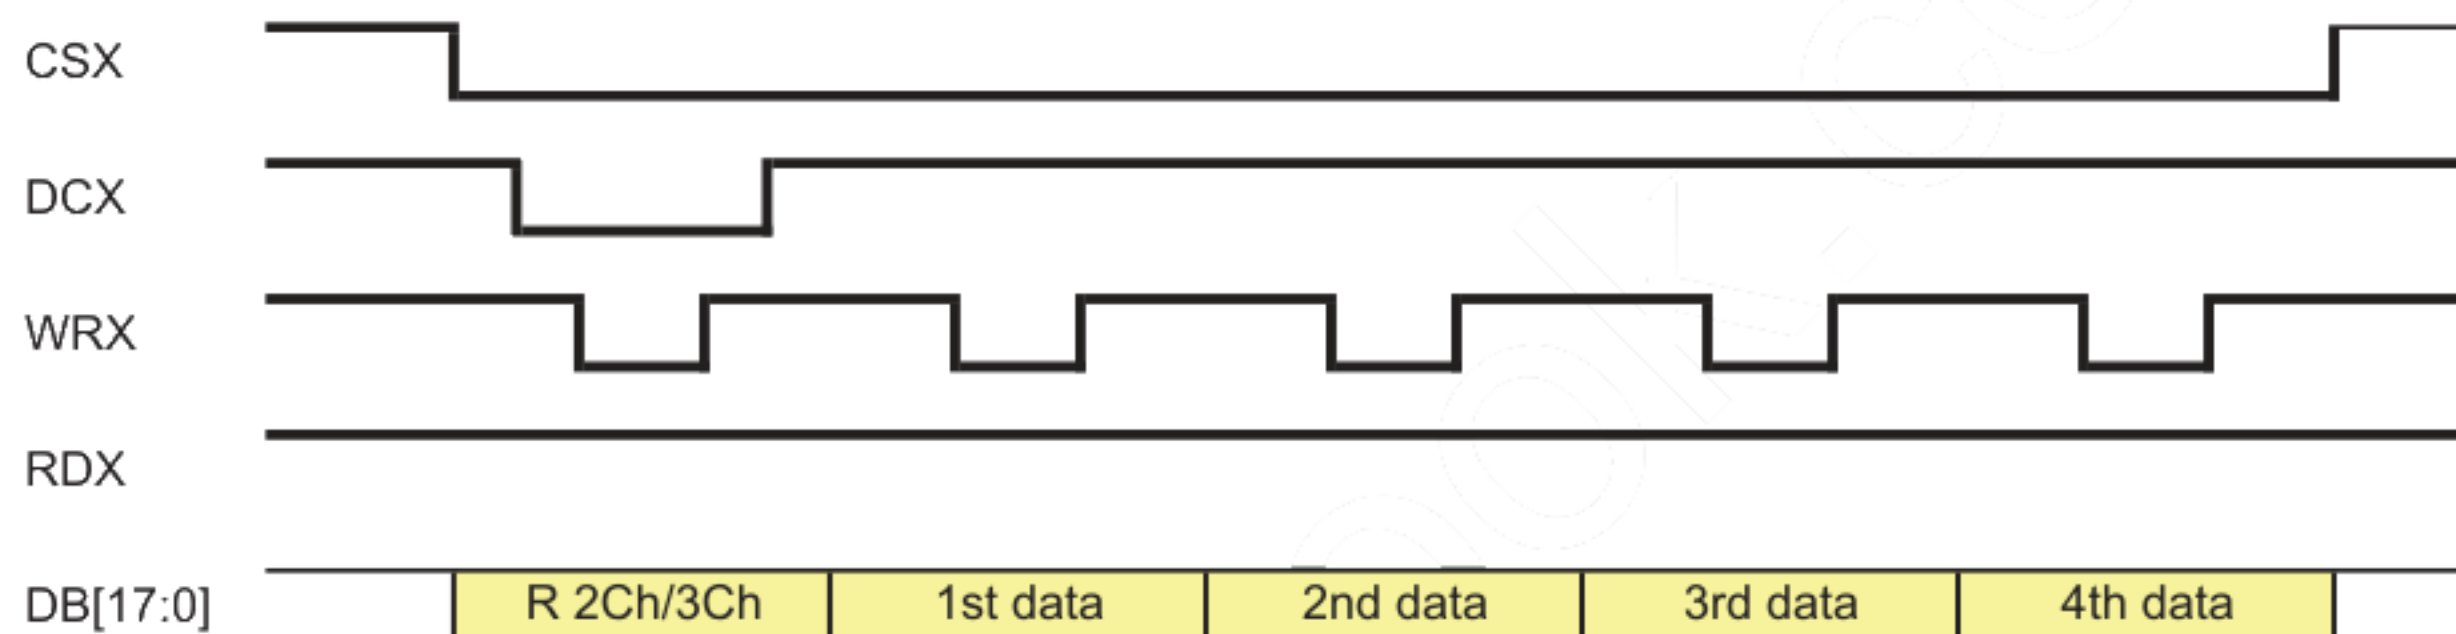 CSX
DCX
WRX
RDX
DB[17:0] R 2Ch/3Ch 1st data 2nd data 3rd data 4th data